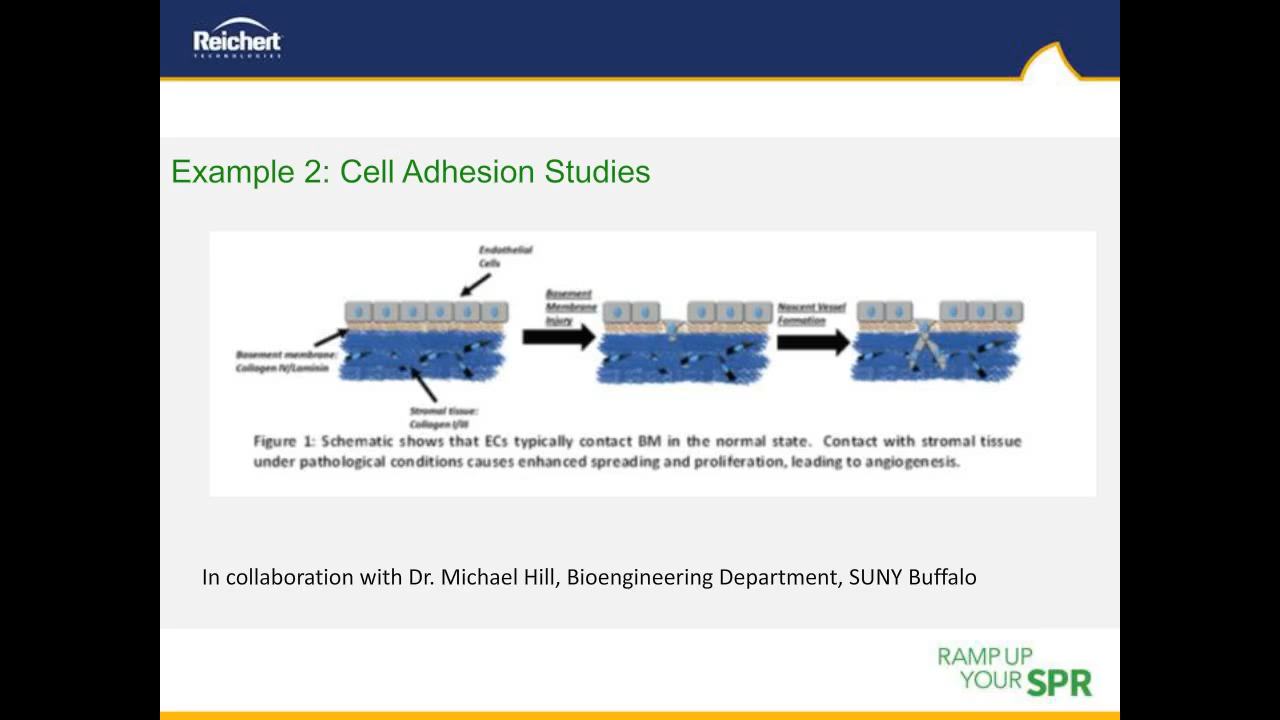 Reichert
TECHNOLOGIES
Example 2: Cell Adhesion Studies
Endothelial
Cells
Basement
Membrane
Injury
Nascent Vessel
Formation
Basement membrane:
Collagen IV/Laminin
Stromal tissue:
Collagen I/III
Figure 1: Schematic shows that ECs typically contact BM in the normal state. Contact with stromal tissue
under pathological conditions causes enhanced spreading and proliferation, leading to angiogenesis.
In collaboration with Dr. Michael Hill, Bioengineering Department, SUNY Buffalo
RAMP UP
YOUR SPR